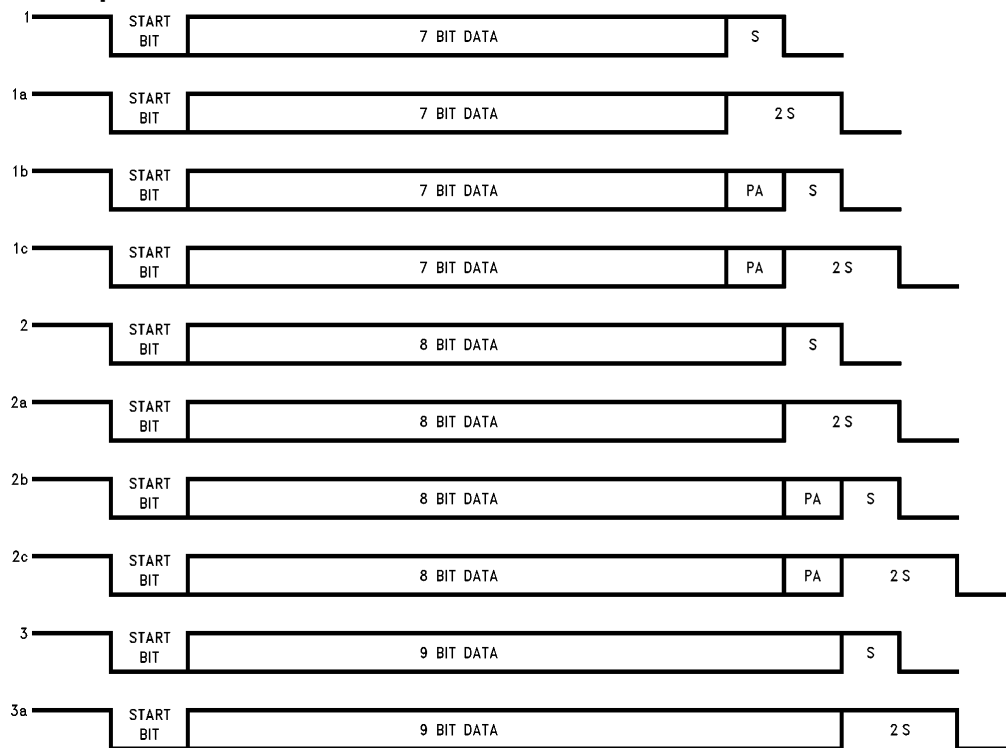 1 START BIT 7 BIT DATA S
1a START BIT 7 BIT DATA 2 S
1b START BIT 7 BIT DATA PA S
1c START BIT 7 BIT DATA PA 2 S
2 START BIT 8 BIT DATA S
2a START BIT 8 BIT DATA 2 S
2b START BIT 8 BIT DATA PA S
2c START BIT 8 BIT DATA PA 2 S
3 START BIT 9 BIT DATA S
3a START BIT 9 BIT DATA 2 S